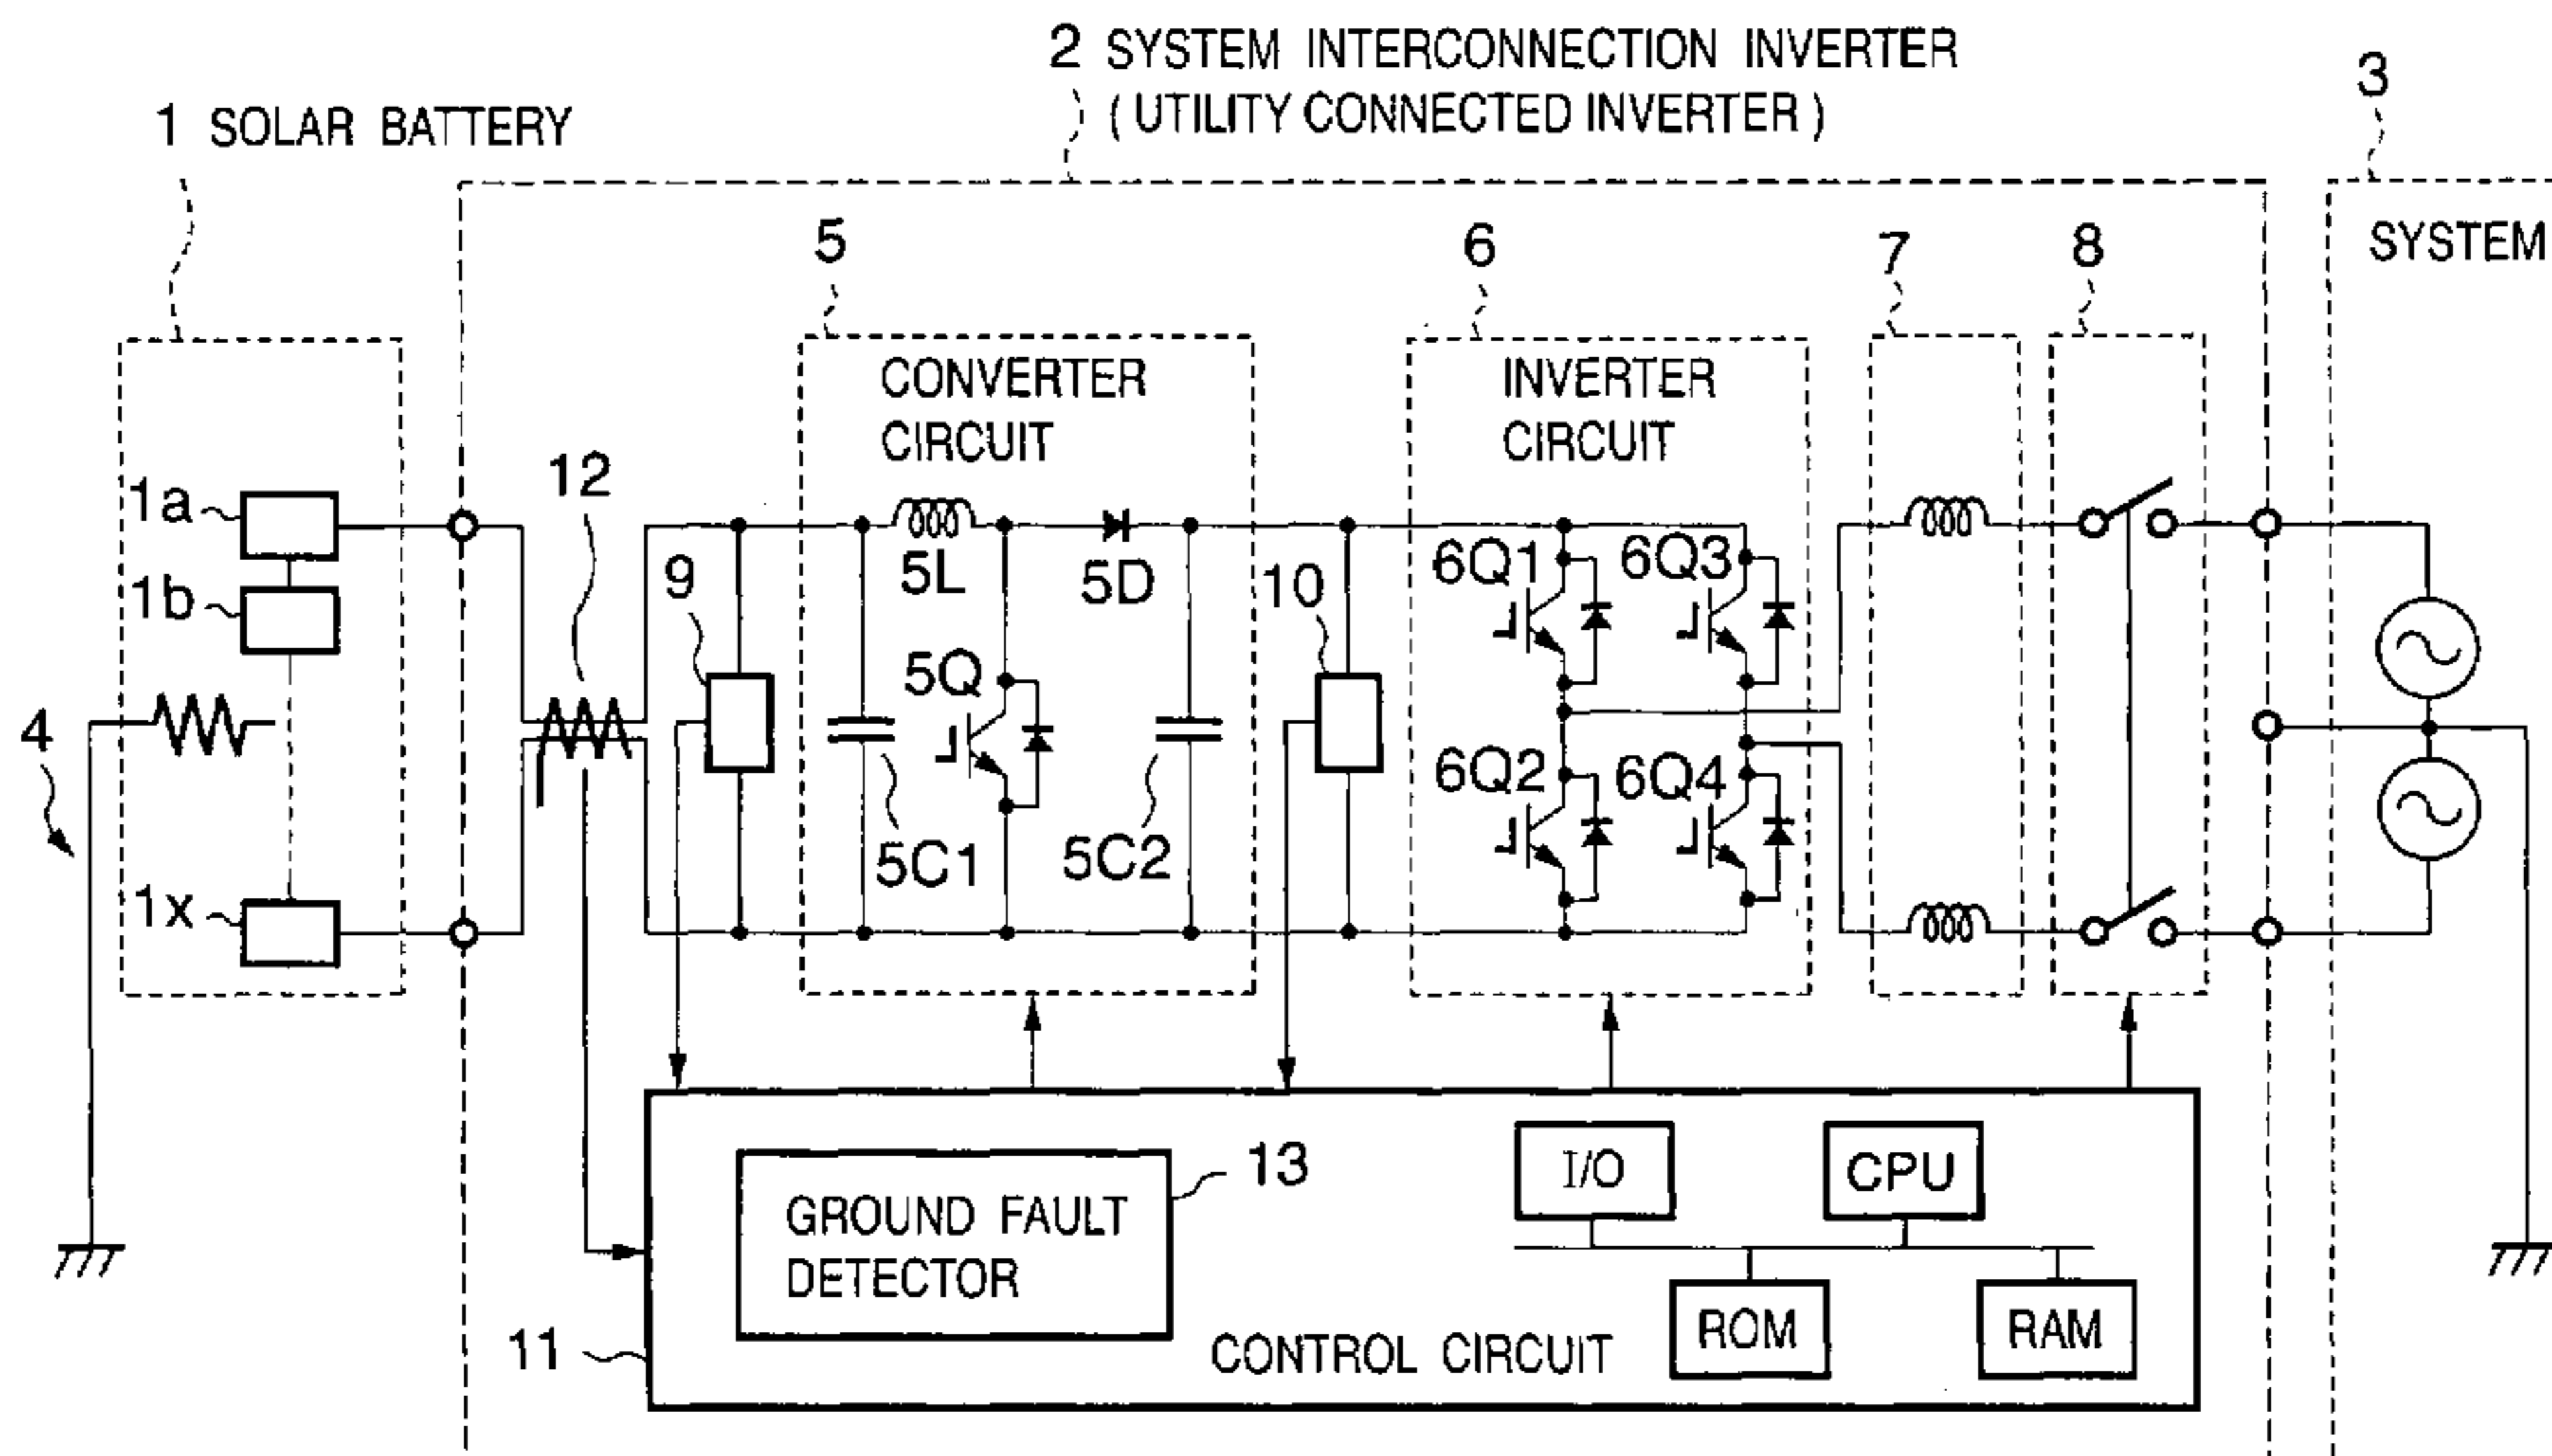 2 SYSTEM INTERCONNECTION INVERTER
( UTILITY CONNECTED INVERTER )
3
1 SOLAR BATTERY
SYSTEM
5
6
7
8
CONVERTER
CIRCUIT
INVERTER
CIRCUIT
12
1a
1b
9
5L
5D
10
6Q1
6Q3
5Q
4
6Q2
6Q4
5C1
5C2
1x
13
GROUND FAULT
DETECTOR
I/O
CPU
ROM
RAM
11
CONTROL CIRCUIT